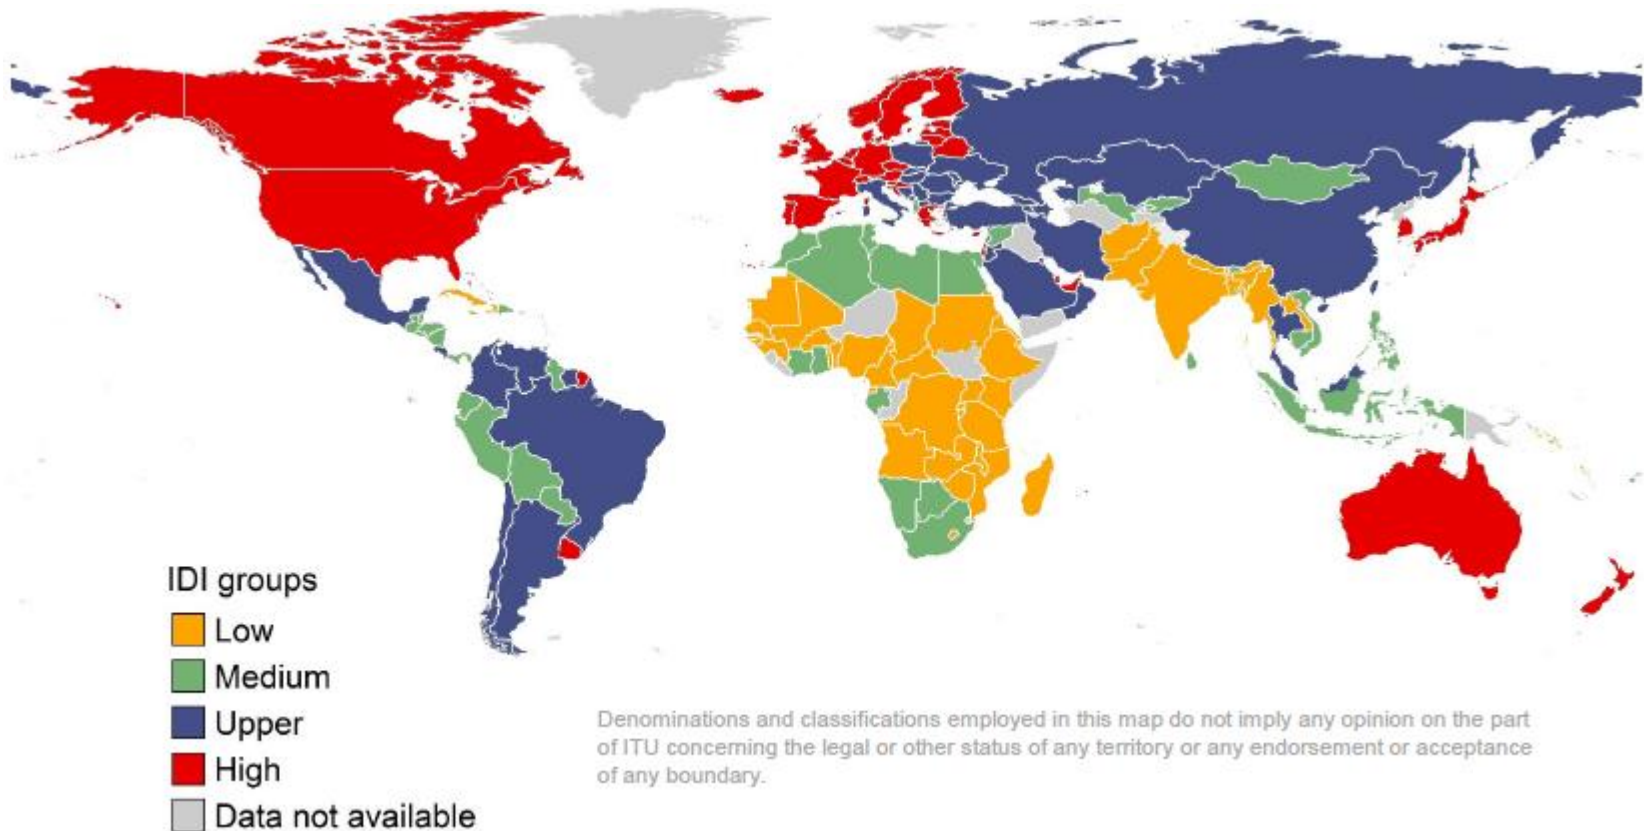 IDI groups
Low
Medium
Upper
High
Data not available
Denominations and classifications employed in this map do not imply any opinion on the part
of ITU concerning the legal or other status of any territory or any endorsement or acceptance
of any boundary.